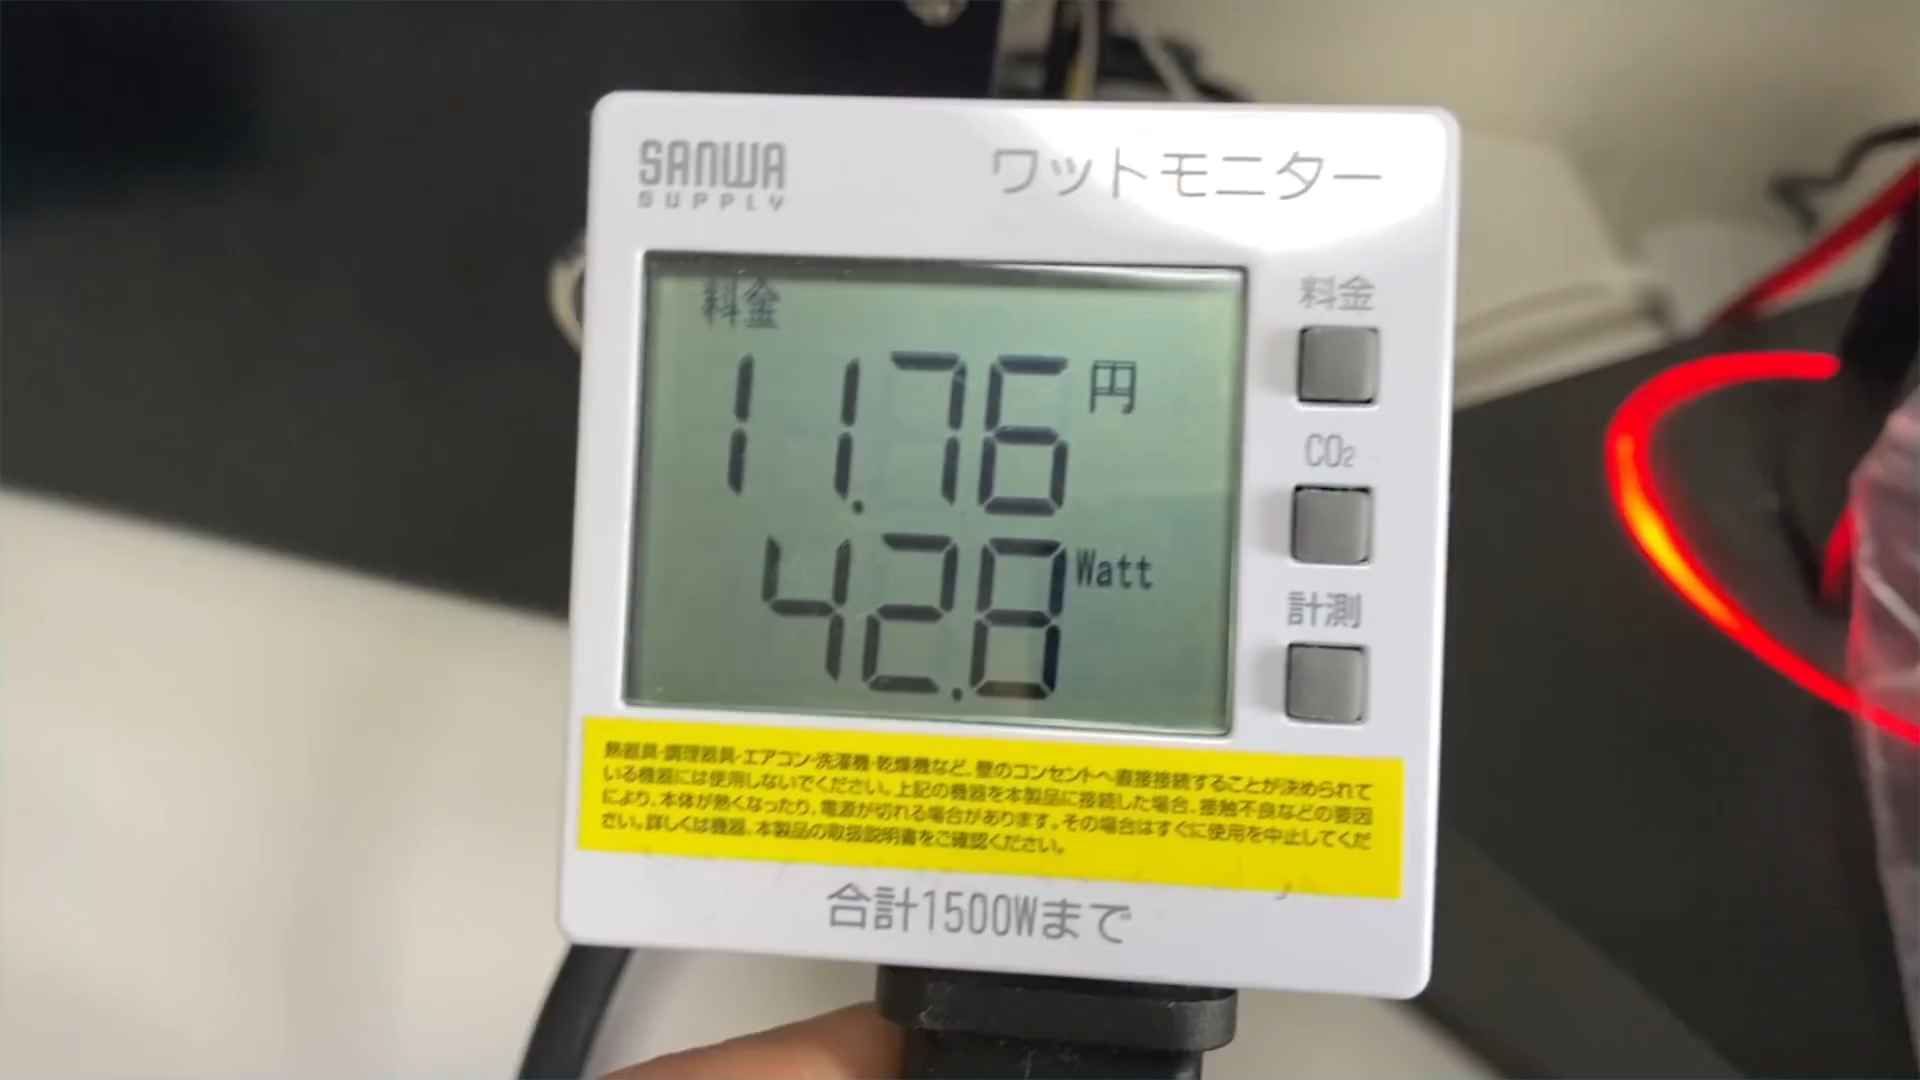 SANWA
SUPPLY
ワットモニター
料金
11.76円
42.8Watt
料金
CO₂
計測
熱器具・調理器具・エアコン・洗濯機・乾燥機など、壁のコンセントへ直接接続することが決められて
いる機器には使用しないでください。上記の機器を本製品に接続した場合、接触不良などの要因
により、本体が熱くなったり、電源が切れる場合があります。その場合はすぐに使用を中止してくだ
さい。詳しくは機器、本製品の取扱説明書をご確認ください。
合計1500Wまで